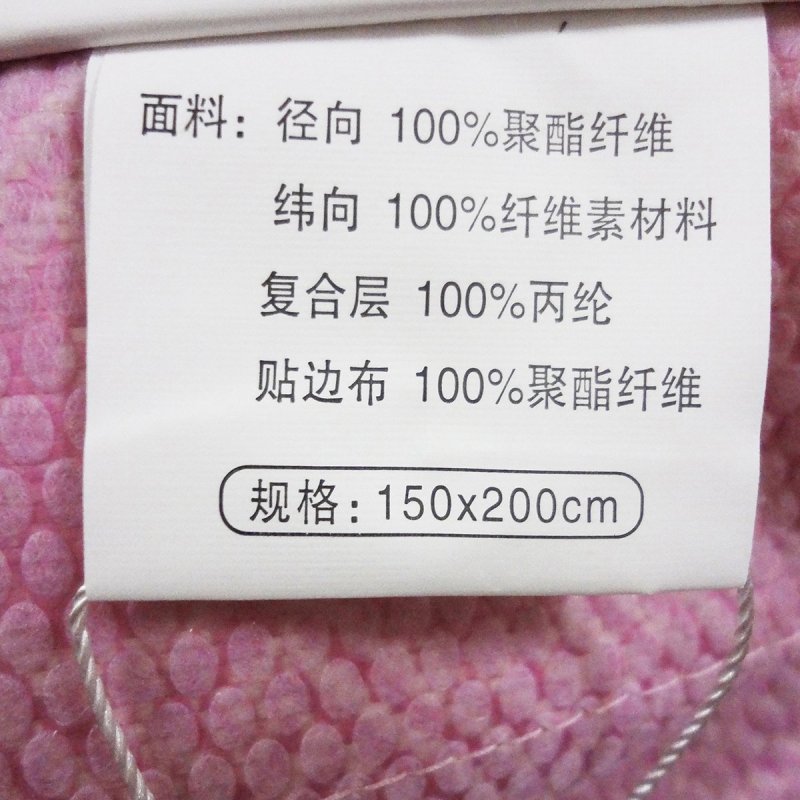 面料：径向 100%聚酯纤维
纬向 100%纤维素材料
复合层 100%丙纶
贴边布 100%聚酯纤维
规格：150x200cm